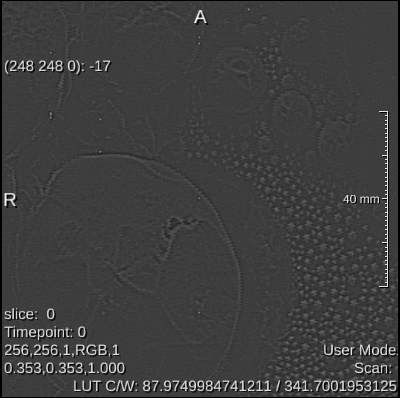 A
(248 248 0): -17
R
40 mm
slice: 0
Timepoint: 0
256,256,1,RGB,1
User Mode
0.353,0.353,1.000
Scan:
LUT C/W: 87.9749984741211 / 341.7001953125